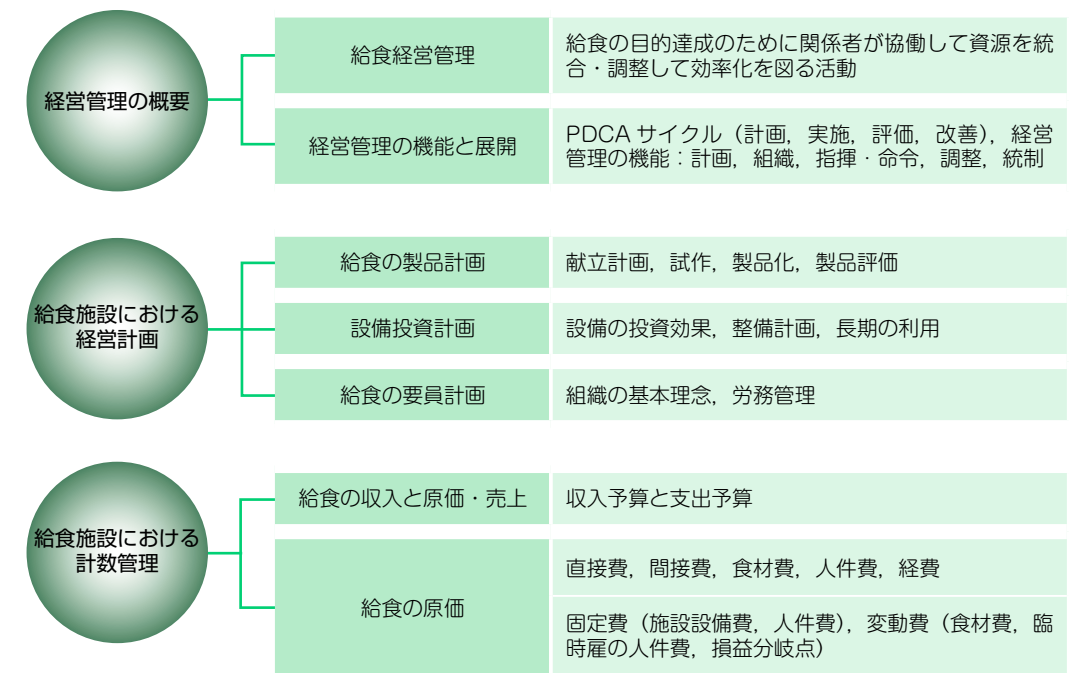 経営管理の概要
給食経営管理
給食の目的達成のために関係者が協働して資源を統
合・調整して効率化を図る活動
経営管理の機能と展開
PDCA サイクル（計画，実施，評価，改善），経営
管理の機能：計画，組織，指揮・命令，調整，統制
給食施設における
経営計画
給食の製品計画
献立計画，試作，製品化，製品評価
設備投資計画
設備の投資効果，整備計画，長期の利用
給食の要員計画
組織の基本理念，労務管理
給食施設における
計数管理
給食の収入と原価・売上
収入予算と支出予算
給食の原価
直接費，間接費，食材費，人件費，経費
固定費（施設設備費，人件費），変動費（食材費，臨
時雇の人件費，損益分岐点）